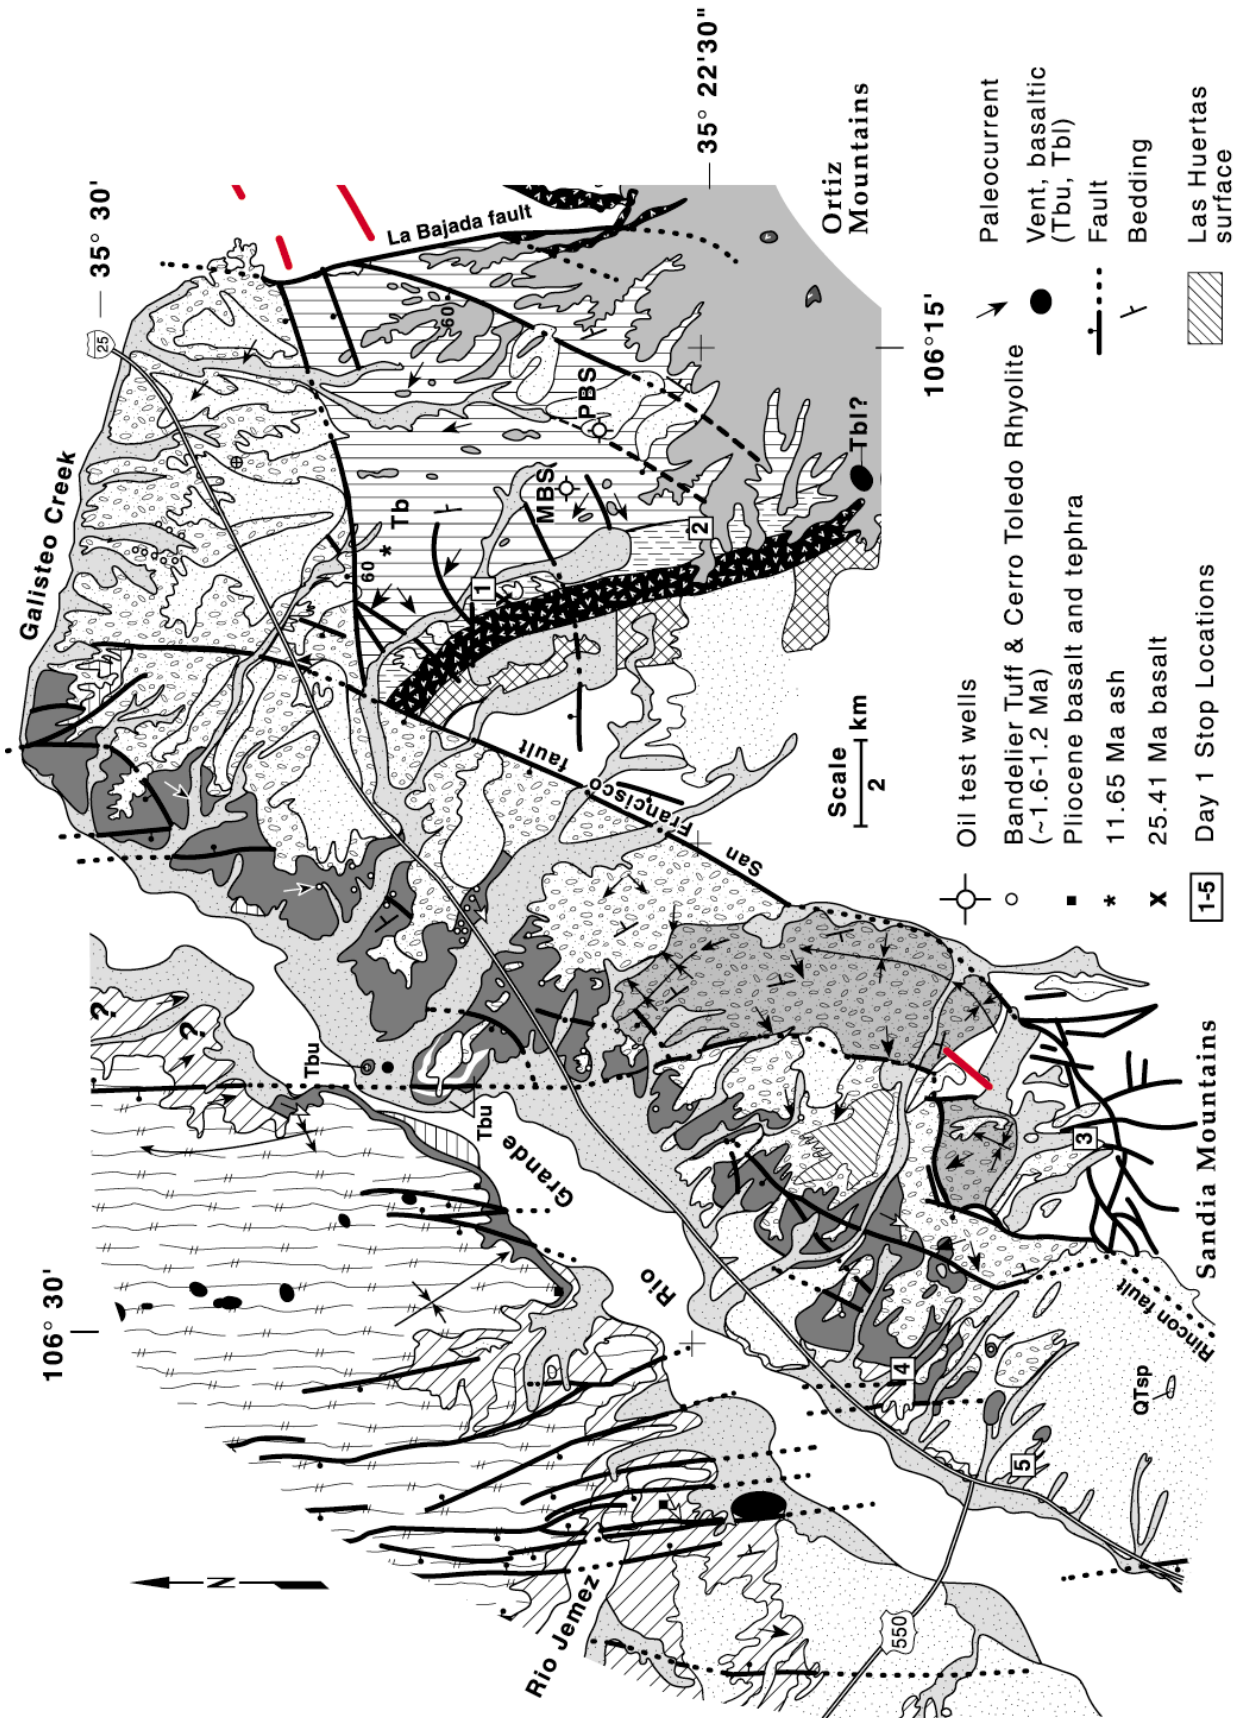 Galisteo Creek
25
35° 30'
La Bajada fault
35° 22'30"
Ortiz
Mountains
106°15'
60
PBS
MBS
Tb
*
60
1
2
Tbl?
San Francisco fault
Scale
2 km
?
?
Tbu
Tbu
Rio Grande
106° 30'
N
Rio Jemez
550
3
4
5
Sandia Mountains
Rincon fault
QTsp
Oil test wells
Bandelier Tuff & Cerro Toledo Rhyolite
(~1.6-1.2 Ma)
Pliocene basalt and tephra
* 11.65 Ma ash
x 25.41 Ma basalt
1-5 Day 1 Stop Locations
Paleocurrent
Vent, basaltic
(Tbu, Tbl)
Fault
Bedding
Las Huertas
surface